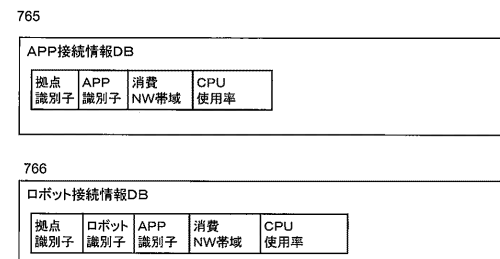 765
APP接続情報DB
拠点 APP 消費 CPU
識別子 識別子 NW帯域 使用率
766
ロボット接続情報DB
拠点 ロボット APP 消費 CPU
識別子 識別子 識別子 NW帯域 使用率